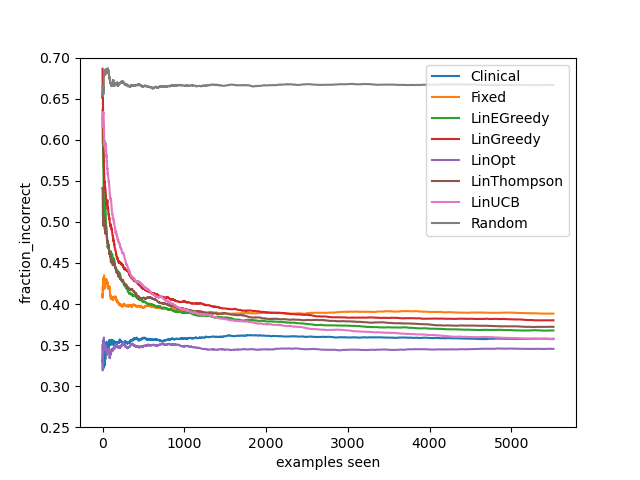 0.70
0.65
0.60
0.55
0.50
0.45
0.40
0.35
0.30
0.25
fraction_incorrect
0
1000
2000
3000
4000
5000
examples seen
Clinical
Fixed
LinEGreedy
LinGreedy
LinOpt
LinThompson
LinUCB
Random